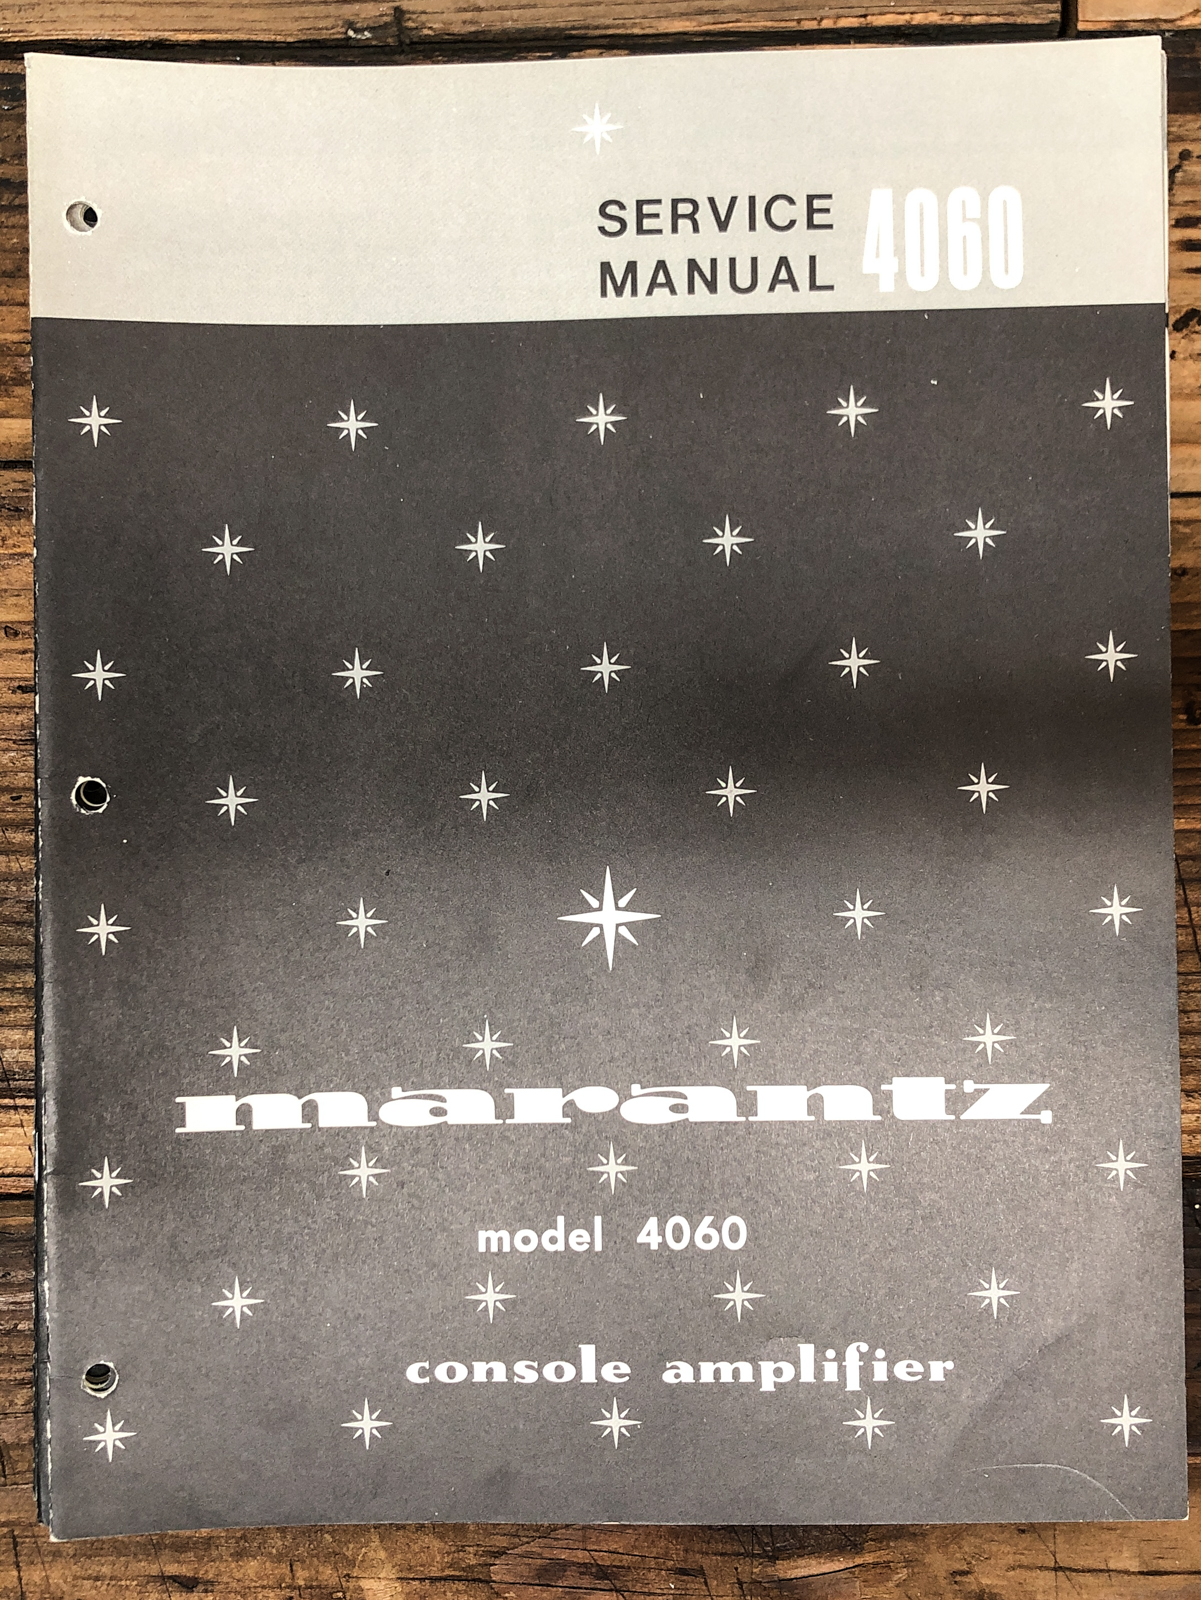 SERVICE 4060
MANUAL
marantz
model 4060
console amplifier